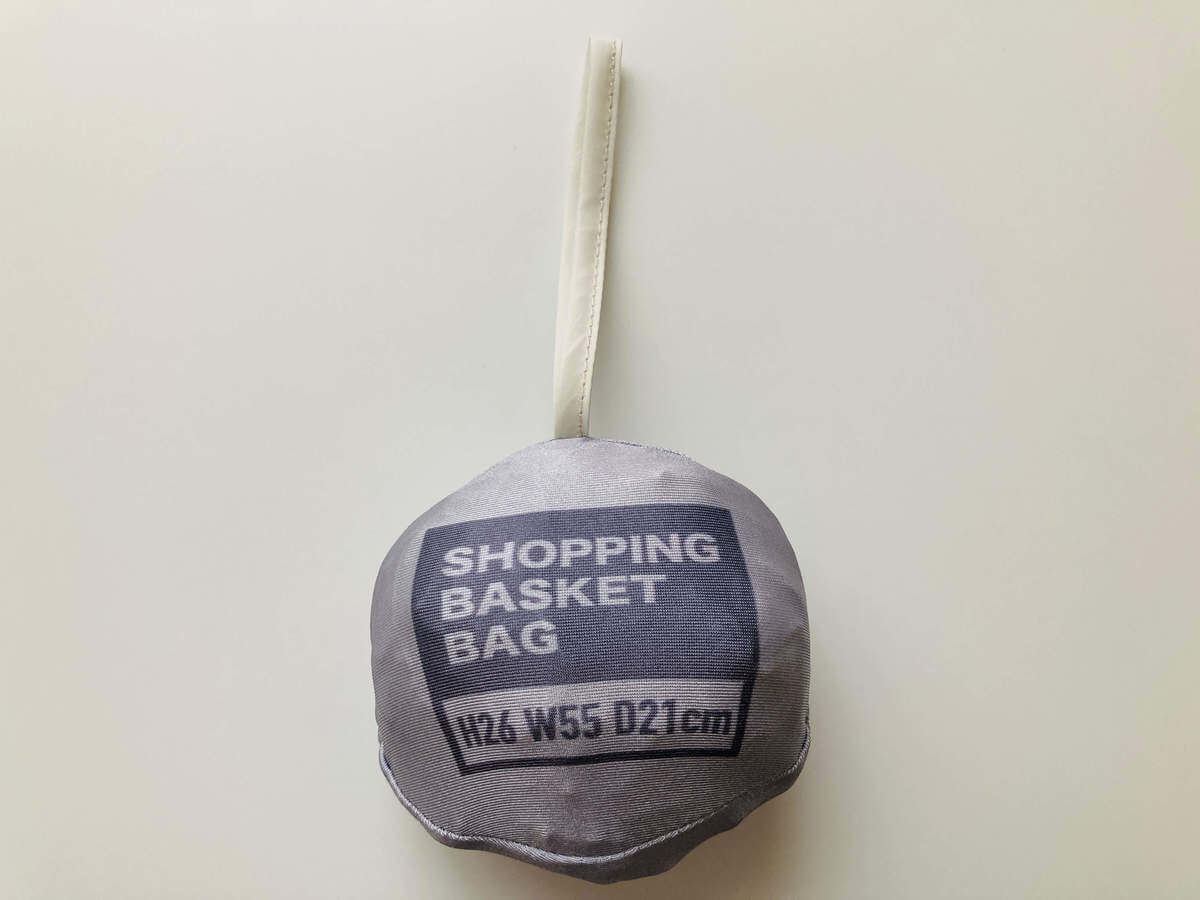 SHOPPING
BASKET
BAG
H26 W55 D21cm